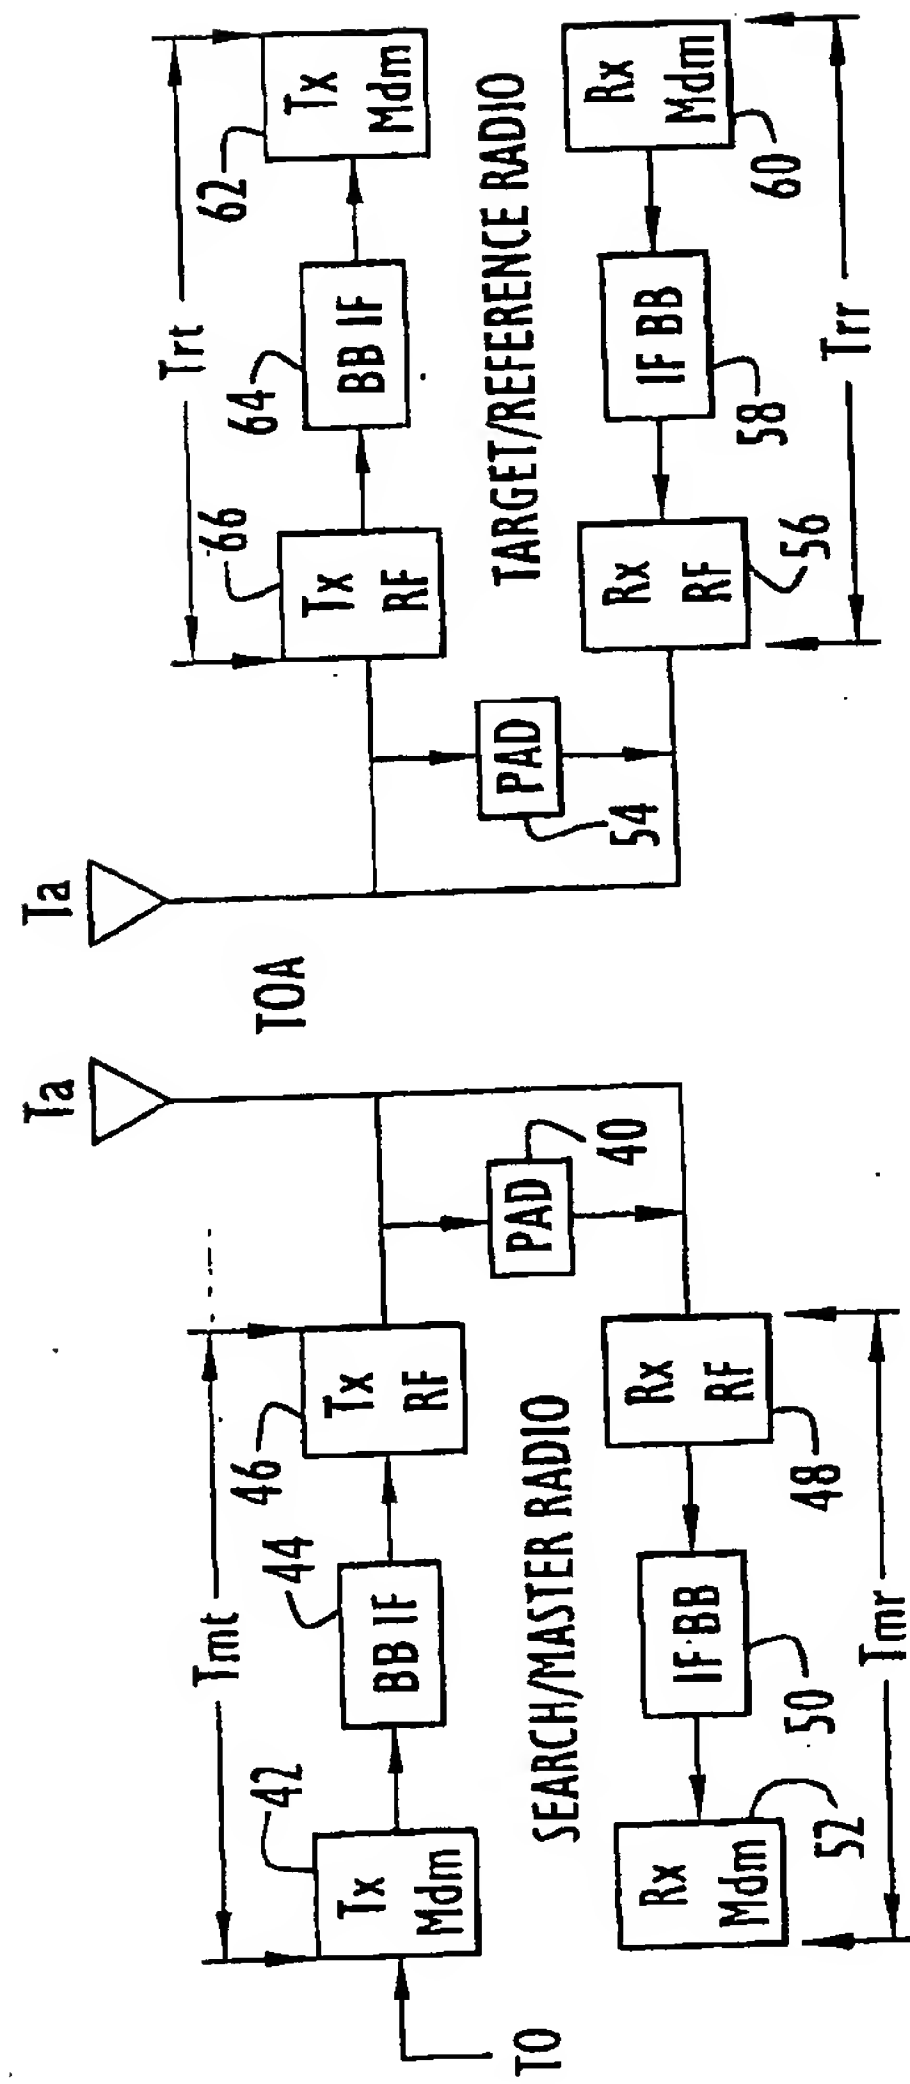 Ta
Ta
TOA
Tmt
Trt
TO
42
Tx
Mdm
44
BB IF
46
Tx
RF
66
Tx
RF
64
BB IF
62
Tx
Mdm
PAD
40
PAD
54
SEARCH/MASTER RADIO
TARGET/REFERENCE RADIO
Rx
Mdm
52
IF BB
50
Rx
RF
48
Rx
RF
56
IF BB
58
Rx
Mdm
60
Tmr
Trr